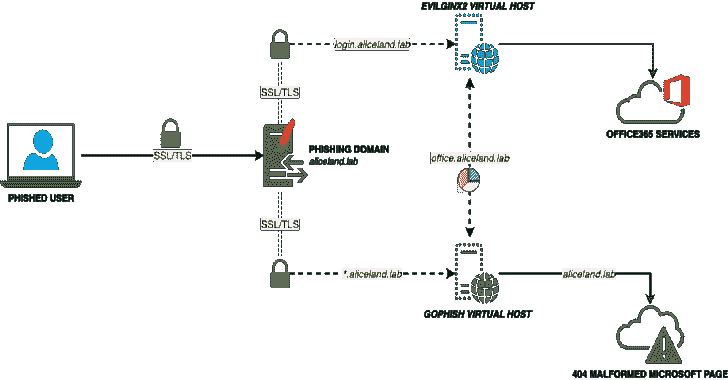 EVILGINX2 VIRTUAL HOST
login.aliceland.lab
SSL/TLS
OFFICE365 SERVICES
SSL/TLS
PHISHING DOMAIN
aliceland.lab
office.aliceland.lab
PHISHED USER
SSL/TLS
*.aliceland.lab
aliceland.lab
GOPHISH VIRTUAL HOST
404 MALFORMED MICROSOFT PAGE